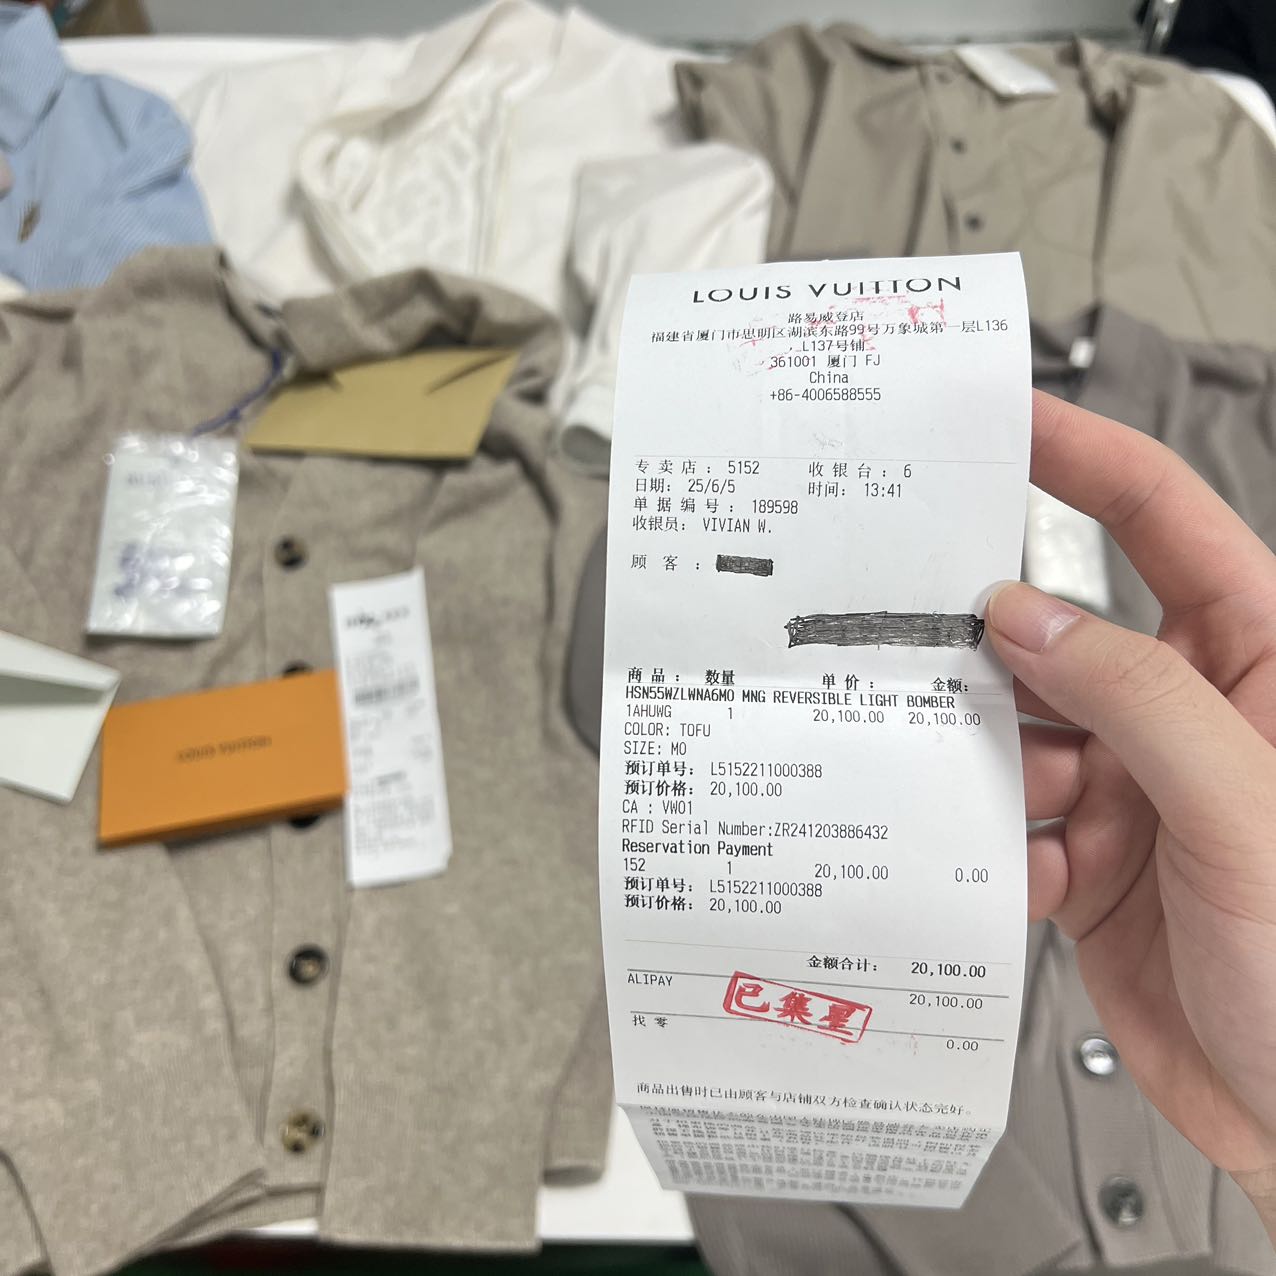 LOUIS VUITTON
路易威登店
福建省厦门市思明区湖滨东路99号万象城第一层L136
，L137号铺
361001 厦门 FJ
China
+86-4006588555
专卖店： 5152 收银台： 6
日期： 25/6/5 时间： 13:41
单据编号： 189598
收银员： VIVIAN W.
顾客：
商品： 数量 单价： 金额：
HSN55WZLWNA6M0 MNG REVERSIBLE LIGHT BOMBER
1AHUWG 1 20,100.00 20,100.00
COLOR: TOFU
SIZE: M0
预订单号： L5152211000388
预订价格： 20,100.00
CA : VW01
RFID Serial Number:ZR241203886432
Reservation Payment
152 1 20,100.00 0.00
预订单号： L5152211000388
预订价格： 20,100.00
金额合计： 20,100.00
ALIPAY 20,100.00
已集星
找零 0.00
商品出售时已由顾客与店铺双方检查确认状态完好。
LOUIS VUITTON